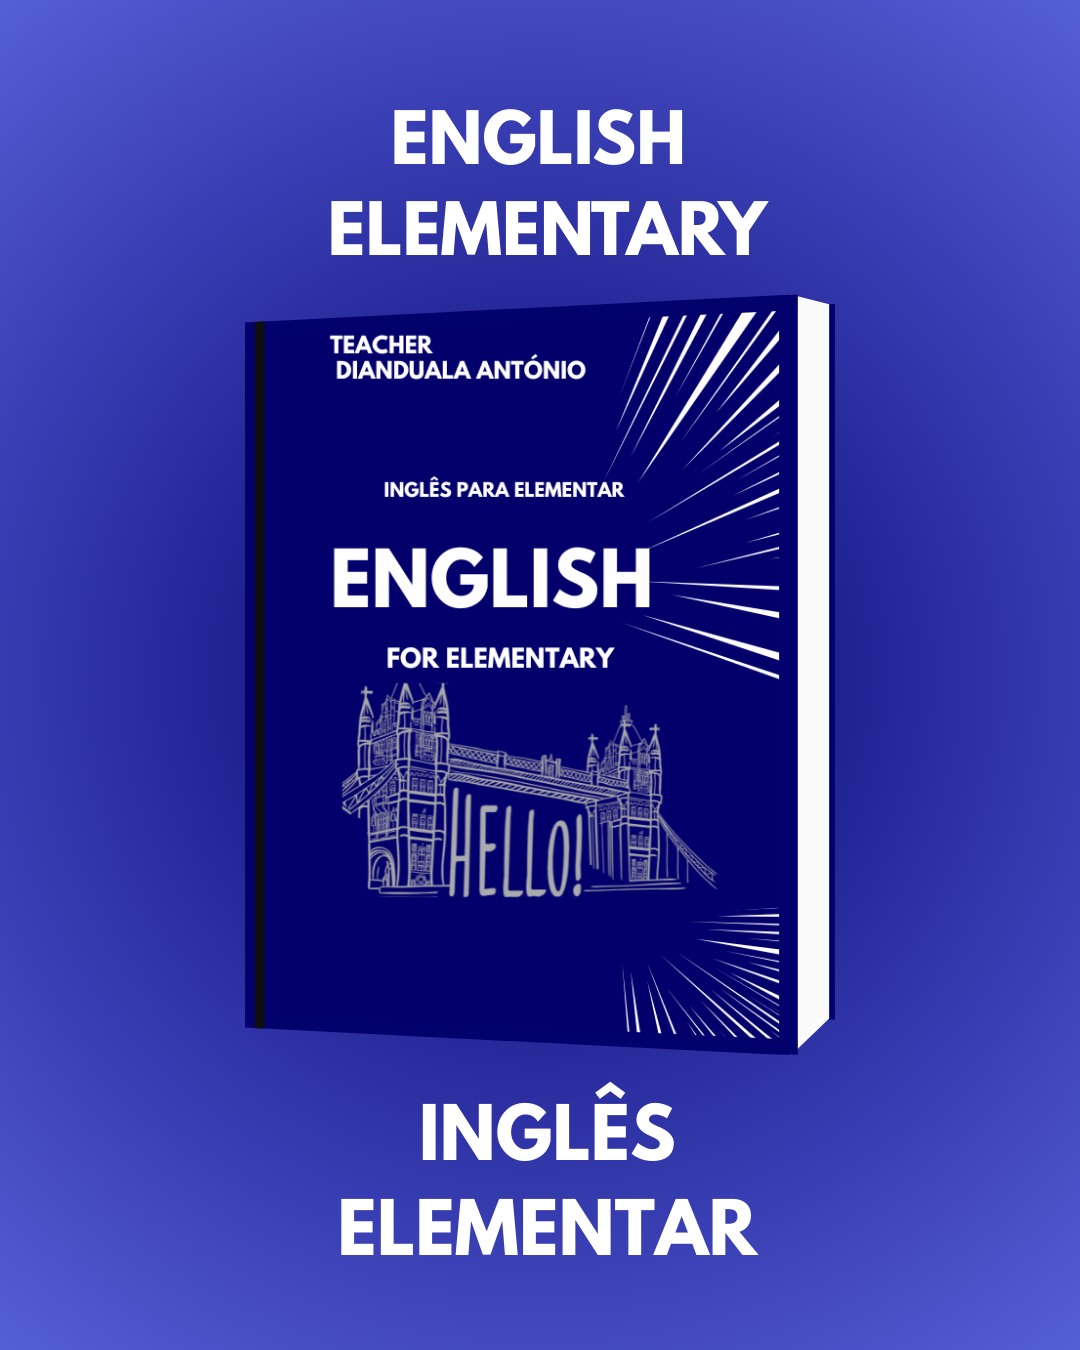 ENGLISH
ELEMENTARY
TEACHER
DIANDUALA ANTÓNIO
INGLÊS PARA ELEMENTAR
ENGLISH
FOR ELEMENTARY
HELLO!
INGLÊS
ELEMENTAR